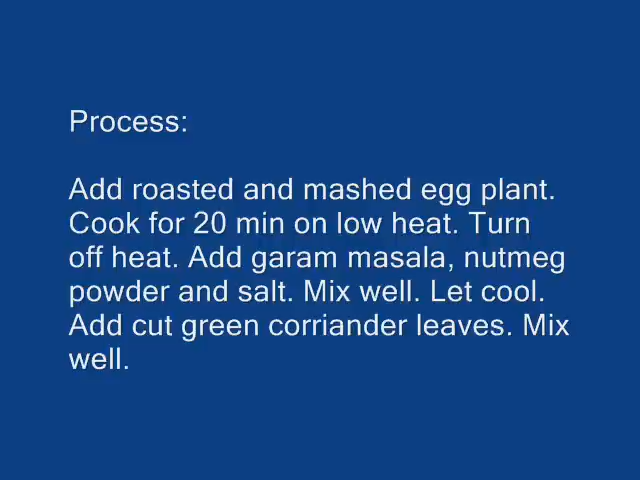 Process:
Add roasted and mashed egg plant.
Cook for 20 min on low heat. Turn
off heat. Add garam masala, nutmeg
powder and salt. Mix well. Let cool.
Add cut green corriander leaves. Mix
well.